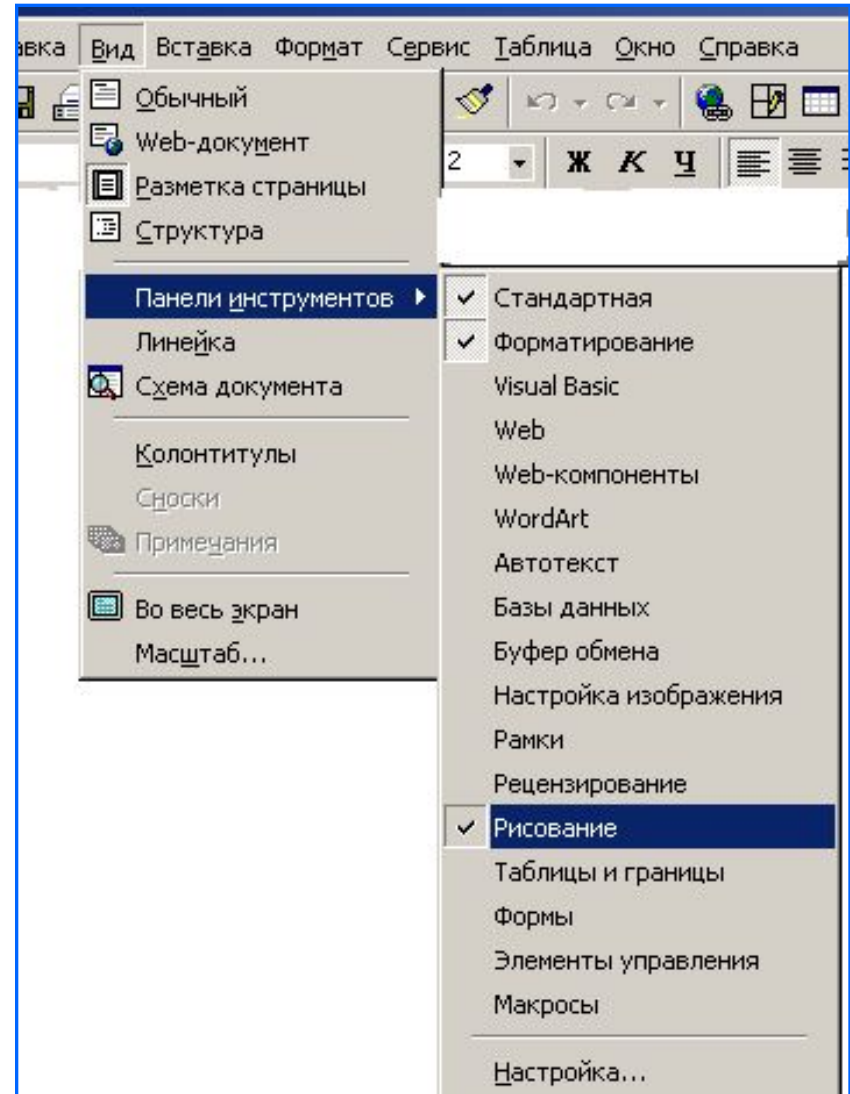 авка Вид Вставка Формат Сервис Таблица Окно Справка
Обычный
Web-документ
2 Ж К Ч
Разметка страницы
Структура
Панели инструментов
Линейка
Схема документа
Колонтитулы
Сноски
Примечания
Во весь экран
Масштаб...
Стандартная
Форматирование
Visual Basic
Web
Web-компоненты
WordArt
Автотекст
Базы данных
Буфер обмена
Настройка изображения
Рамки
Рецензирование
Рисование
Таблицы и границы
Формы
Элементы управления
Макросы
Настройка...